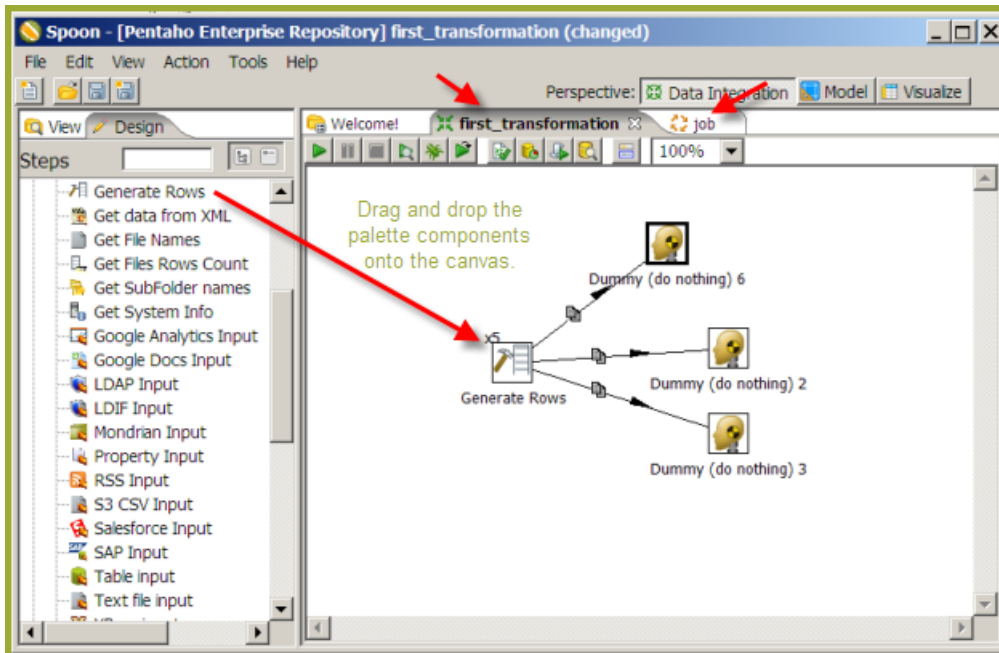 Spoon - [Pentaho Enterprise Repository] first_transformation (changed)
File Edit View Action Tools Help
Perspective: Data Integration Model Visualize
View Design
Welcome! first_transformation job
Steps
100%
Generate Rows
Get data from XML
Get File Names
Get Files Rows Count
Get SubFolder names
Get System Info
Google Analytics Input
Google Docs Input
LDAP Input
LDIF Input
Mondrian Input
Property Input
RSS Input
S3 CSV Input
Salesforce Input
SAP Input
Table input
Text file input
Drag and drop the
palette components
onto the canvas.
Dummy (do nothing) 6
x5
Generate Rows
Dummy (do nothing) 2
Dummy (do nothing) 3